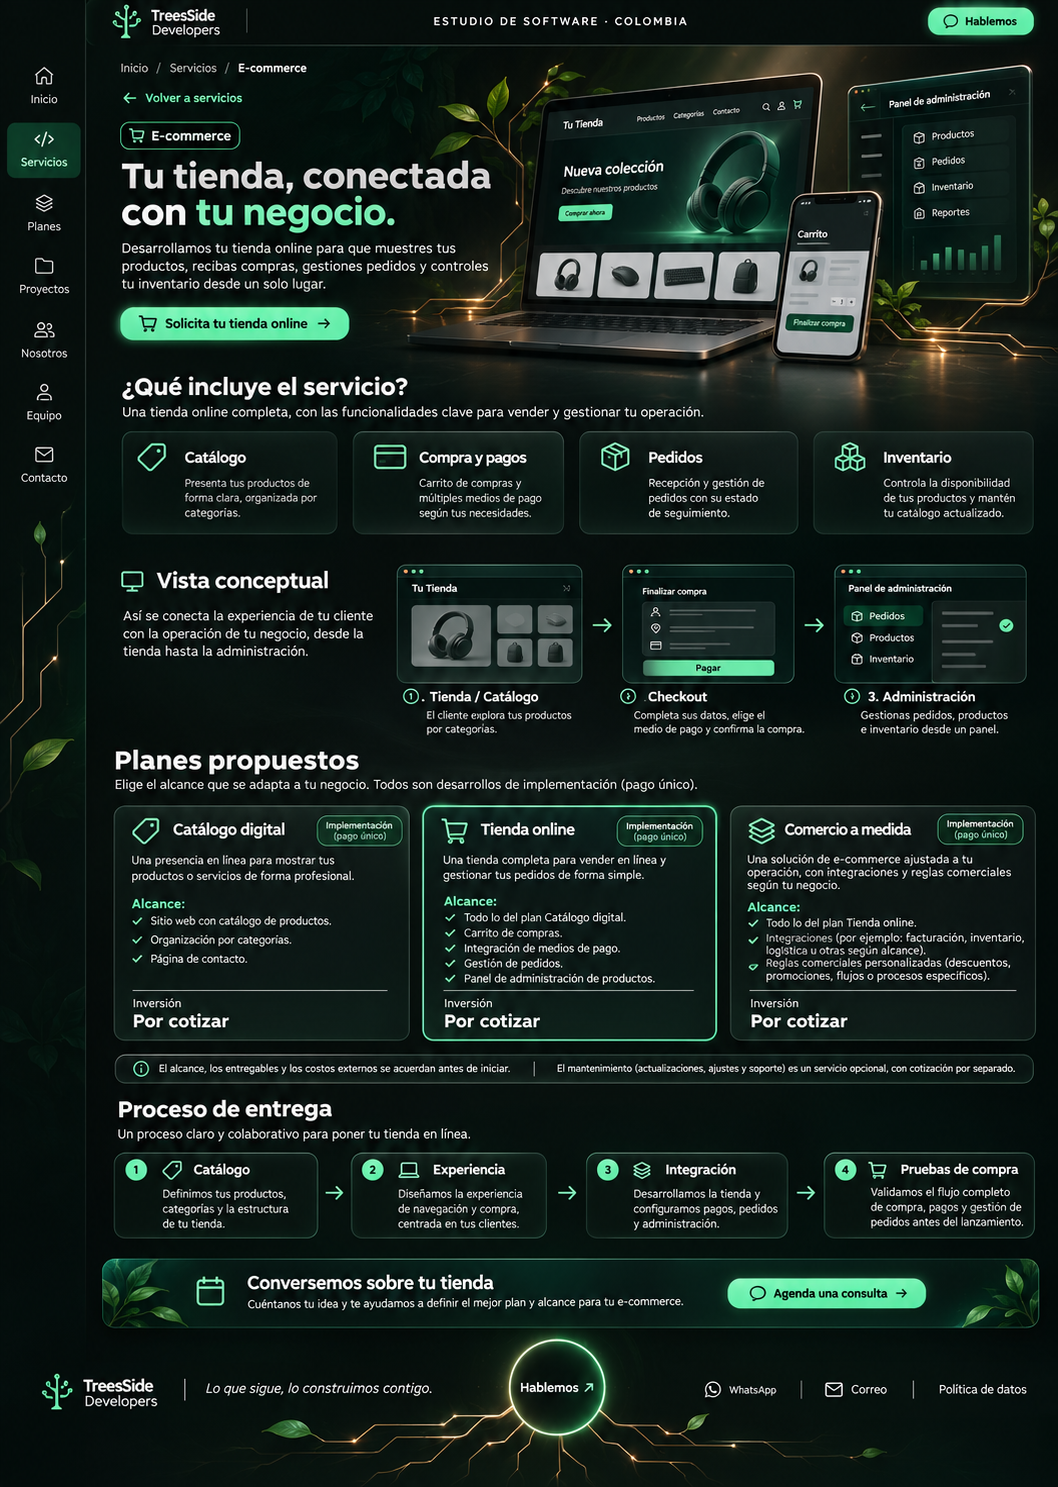 TreesSide
Developers
ESTUDIO DE SOFTWARE · COLOMBIA
Hablemos
Inicio
Servicios
Planes
Proyectos
Nosotros
Equipo
Contacto
Inicio / Servicios / E-commerce
← Volver a servicios
E-commerce
Tu tienda, conectada
con tu negocio.
Desarrollamos tu tienda online para que muestres tus
productos, recibas compras, gestiones pedidos y controles
tu inventario desde un solo lugar.
Solicita tu tienda online →
Tu Tienda
Productos Categorías Contacto
Nueva colección
Descubre nuestros productos
Comprar ahora
Carrito
1
Finalizar compra
Panel de administración
Productos
Pedidos
Inventario
Reportes
¿Qué incluye el servicio?
Una tienda online completa, con las funcionalidades clave para vender y gestionar tu operación.
Catálogo
Presenta tus productos de
forma clara, organizada por
categorías.
Compra y pagos
Carrito de compras y
múltiples medios de pago
según tus necesidades.
Pedidos
Recepción y gestión de
pedidos con su estado
de seguimiento.
Inventario
Controla la disponibilidad
de tus productos y mantén
tu catálogo actualizado.
Vista conceptual
Así se conecta la experiencia de tu cliente
con la operación de tu negocio, desde la
tienda hasta la administración.
Tu Tienda
1. Tienda / Catálogo
El cliente explora tus productos
por categorías.
Finalizar compra
Pagar
Checkout
Completa sus datos, elige el
medio de pago y confirma la compra.
Panel de administración
Pedidos
Productos
Inventario
3. Administración
Gestionas pedidos, productos
e inventario desde un panel.
Planes propuestos
Elige el alcance que se adapta a tu negocio. Todos son desarrollos de implementación (pago único).
Catálogo digital
Implementación
(pago único)
Una presencia en línea para mostrar tus
productos o servicios de forma profesional.
Alcance:
Sitio web con catálogo de productos.
Organización por categorías.
Página de contacto.
Inversión
Por cotizar
Tienda online
Implementación
(pago único)
Una tienda completa para vender en línea y
gestionar tus pedidos de forma simple.
Alcance:
Todo lo del plan Catálogo digital.
Carrito de compras.
Integración de medios de pago.
Gestión de pedidos.
Panel de administración de productos.
Inversión
Por cotizar
Comercio a medida
Implementación
(pago único)
Una solución de e-commerce ajustada a tu
operación, con integraciones y reglas comerciales
según tu negocio.
Alcance:
Todo lo del plan Tienda online.
Integraciones (por ejemplo: facturación, inventario,
logística u otras según alcance).
Reglas comerciales personalizadas (descuentos,
promociones, flujos o procesos específicos).
Inversión
Por cotizar
El alcance, los entregables y los costos externos se acuerdan antes de iniciar. | El mantenimiento (actualizaciones, ajustes y soporte) es un servicio opcional, con cotización por separado.
Proceso de entrega
Un proceso claro y colaborativo para poner tu tienda en línea.
1 Catálogo
Definimos tus productos,
categorías y la estructura
de tu tienda.
2 Experiencia
Diseñamos la experiencia
de navegación y compra,
centrada en tus clientes.
3 Integración
Desarrollamos la tienda y
configuramos pagos, pedidos
y administración.
4 Pruebas de compra
Validamos el flujo completo
de compra, pagos y gestión de
pedidos antes del lanzamiento.
Conversemos sobre tu tienda
Cuéntanos tu idea y te ayudamos a definir el mejor plan y alcance para tu e-commerce.
Agenda una consulta →
TreesSide
Developers
Lo que sigue, lo construimos contigo.
Hablemos ↗
WhatsApp
Correo
Política de datos